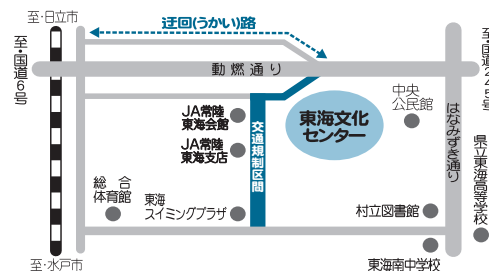 至・日立市
迂回(うかい)路
至・国道6号
動燃通り
至・国道245号
中央
公民館
JA常陸
東海会館
東海文化
センター
交通規制区間
はなみずき通り
JA常陸
東海支店
県立東海高等学校
総合
体育館
東海
スイミングプラザ
村立図書館
至・水戸市
東海南中学校